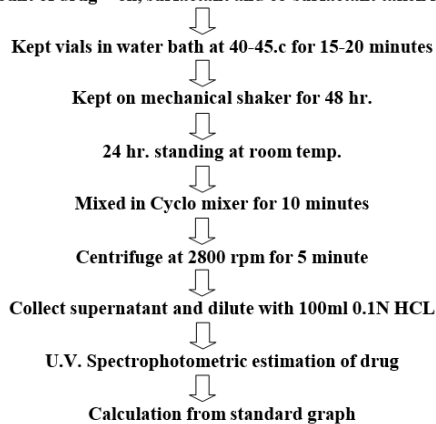 Kept vials in water bath at 40-45.c for 15-20 minutes
Kept on mechanical shaker for 48 hr.
24 hr. standing at room temp.
Mixed in Cyclo mixer for 10 minutes
Centrifuge at 2800 rpm for 5 minute
Collect supernatant and dilute with 100ml 0.1N HCL
U.V. Spectrophotometric estimation of drug
Calculation from standard graph